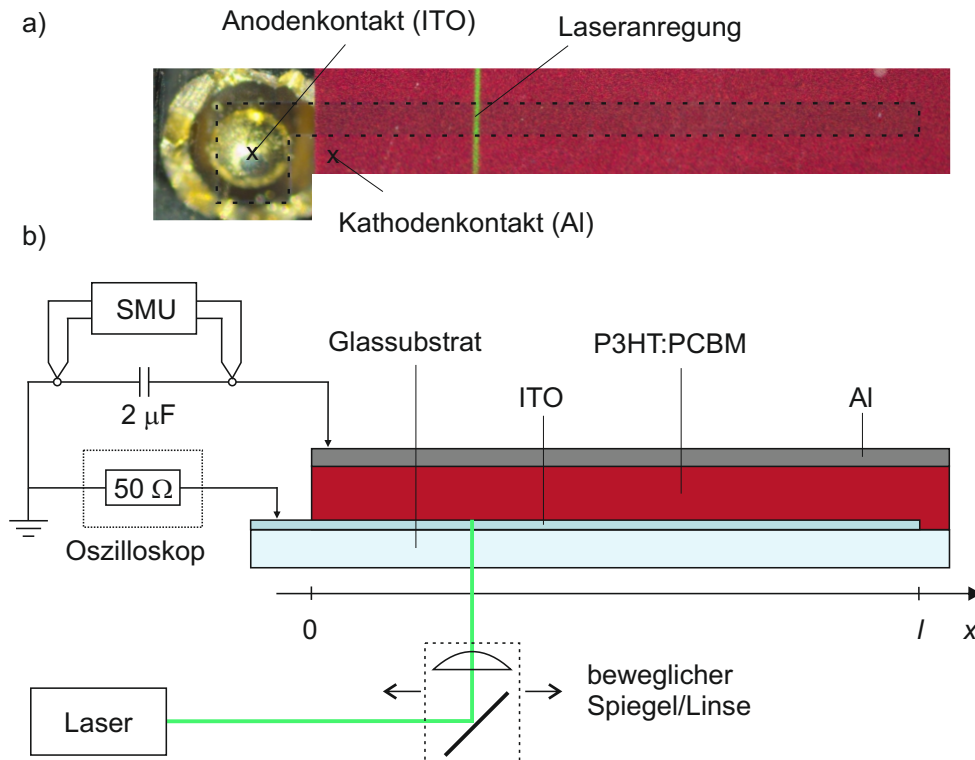 a)
Anodenkontakt (ITO)
Laseranregung
x
x
Kathodenkontakt (Al)
b)
SMU
2 μF
50 Ω
Oszilloskop
Glassubstrat
P3HT:PCBM
ITO
Al
0
l
x
Laser
beweglicher
Spiegel/Linse